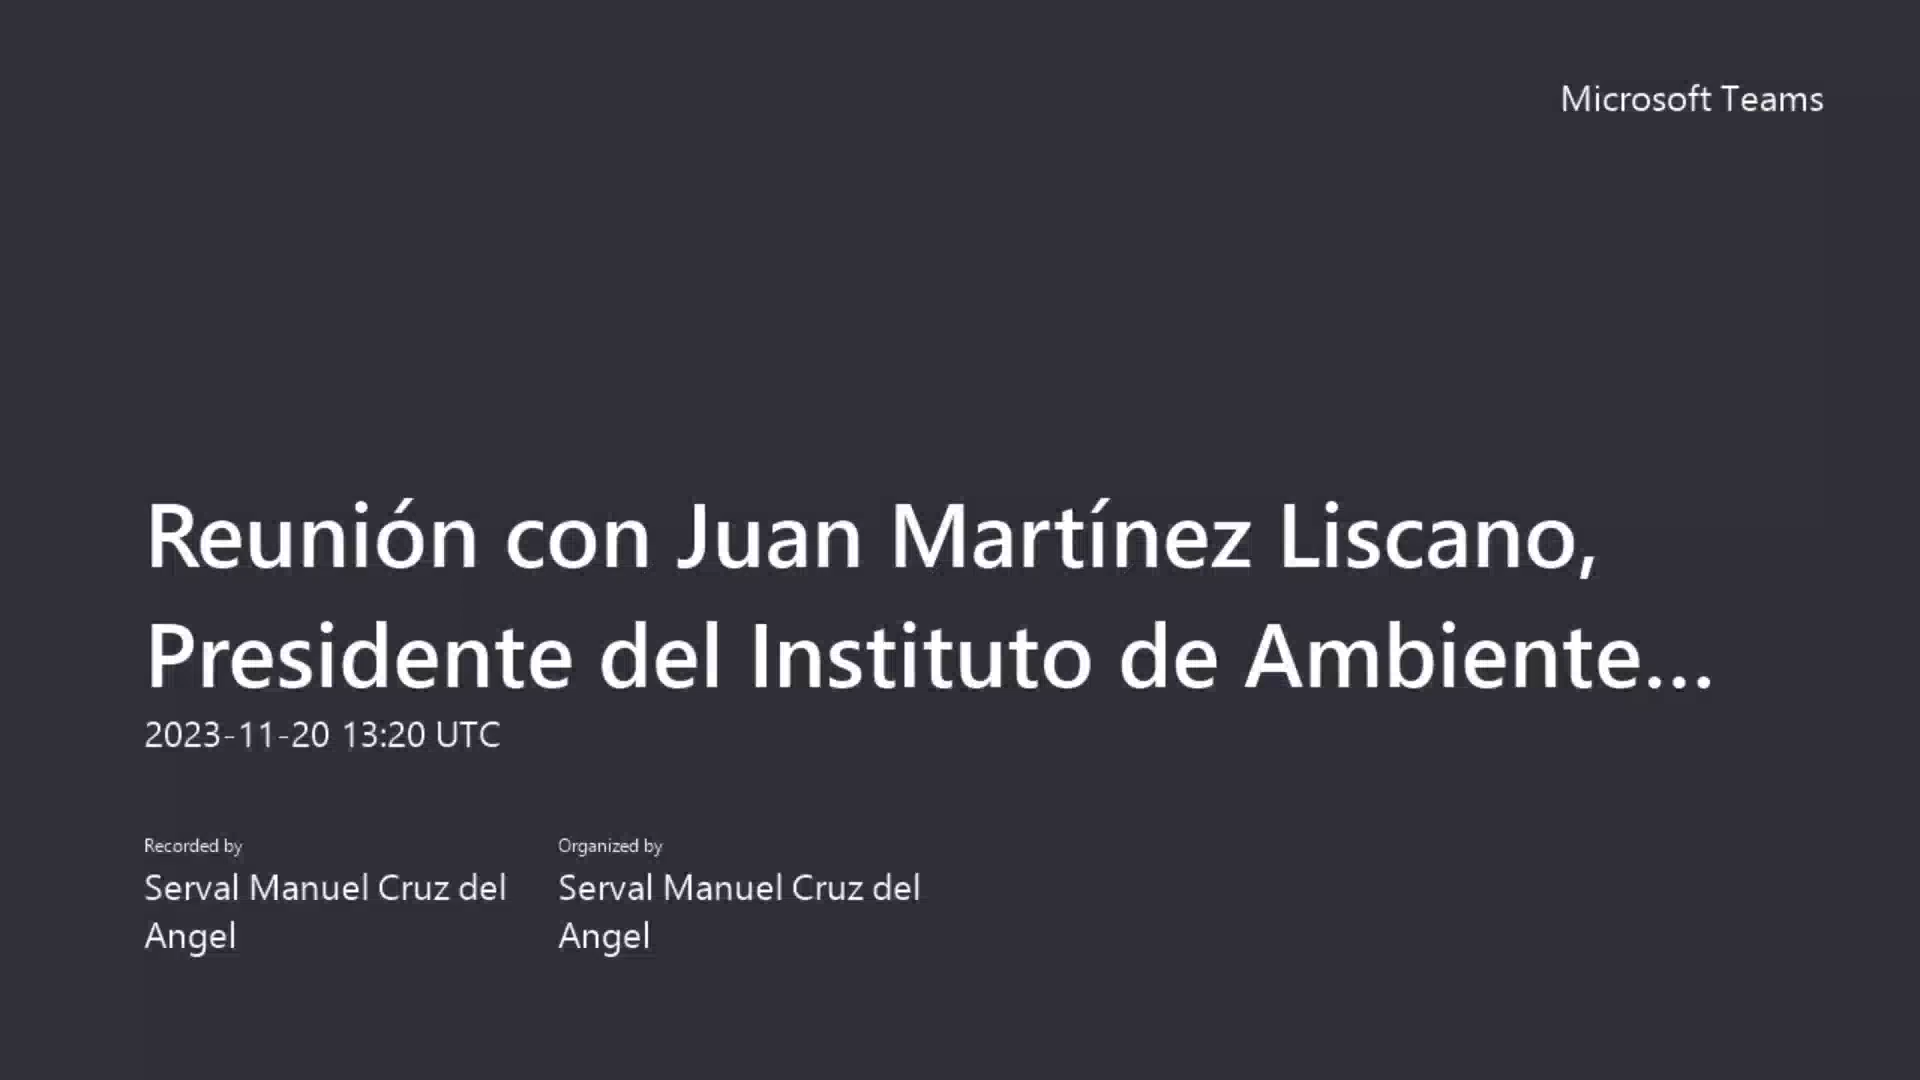 Microsoft Teams
Reunión con Juan Martínez Liscano,
Presidente del Instituto de Ambiente...
2023-11-20 13:20 UTC
Recorded by
Serval Manuel Cruz del
Angel
Organized by
Serval Manuel Cruz del
Angel